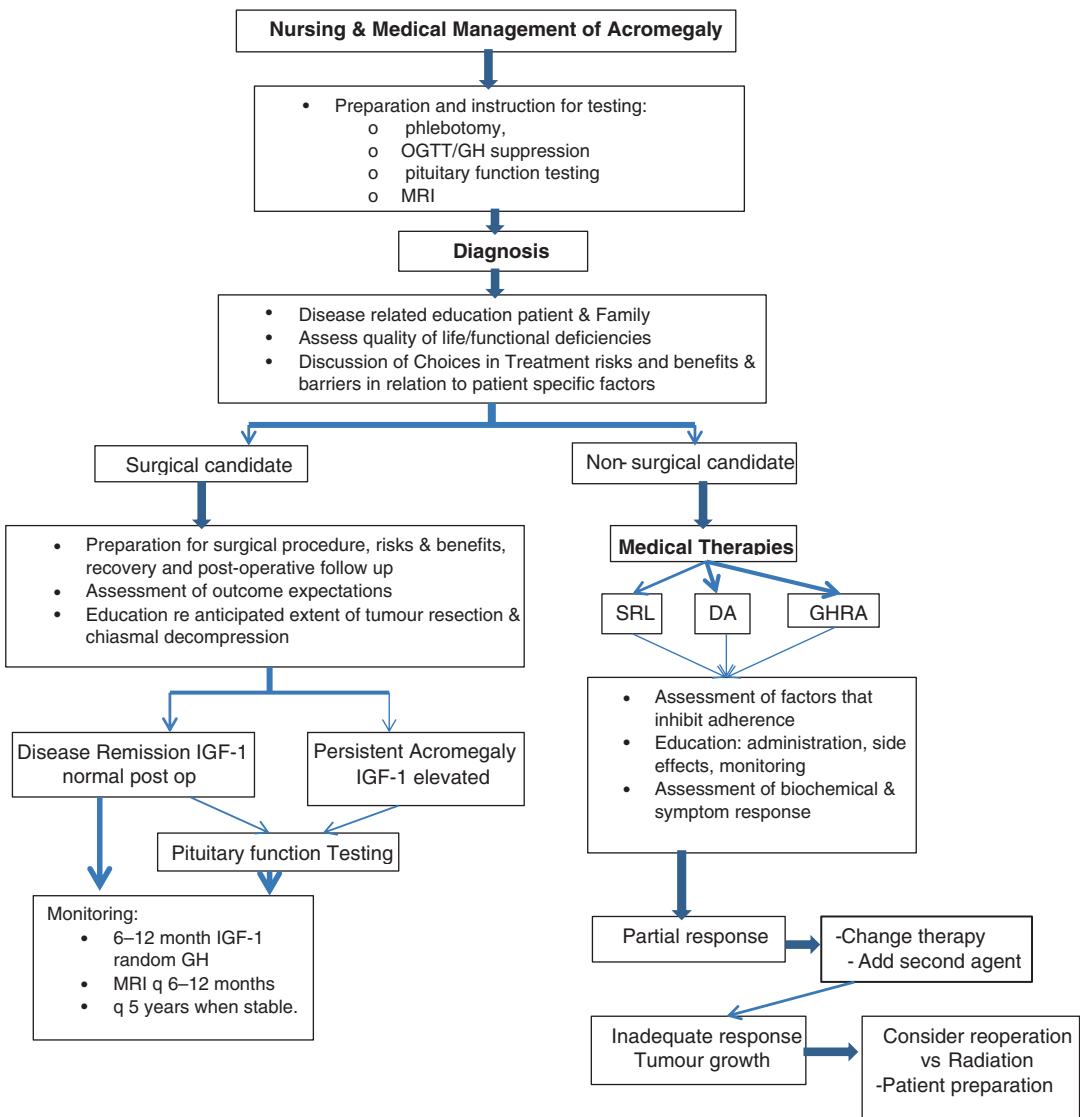 Nursing & Medical Management of Acromegaly
• Preparation and instruction for testing:
o phlebotomy,
o OGTT/GH suppression
o pituitary function testing
o MRI
Diagnosis
• Disease related education patient & Family
• Assess quality of life/functional deficiencies
• Discussion of Choices in Treatment risks and benefits &
barriers in relation to patient specific factors
Surgical candidate
Non-surgical candidate
• Preparation for surgical procedure, risks & benefits,
recovery and post-operative follow up
• Assessment of outcome expectations
• Education re anticipated extent of tumour resection &
chiasmal decompression
Medical Therapies
SRL
DA
GHRA
• Assessment of factors that
inhibit adherence
• Education: administration, side
effects, monitoring
• Assessment of biochemical &
symptom response
Disease Remission IGF-1
normal post op
Persistent Acromegaly
IGF-1 elevated
Pituitary function Testing
Monitoring:
• 6–12 month IGF-1
random GH
• MRI q 6–12 months
• q 5 years when stable.
Partial response
-Change therapy
- Add second agent
Inadequate response
Tumour growth
Consider reoperation
vs Radiation
-Patient preparation